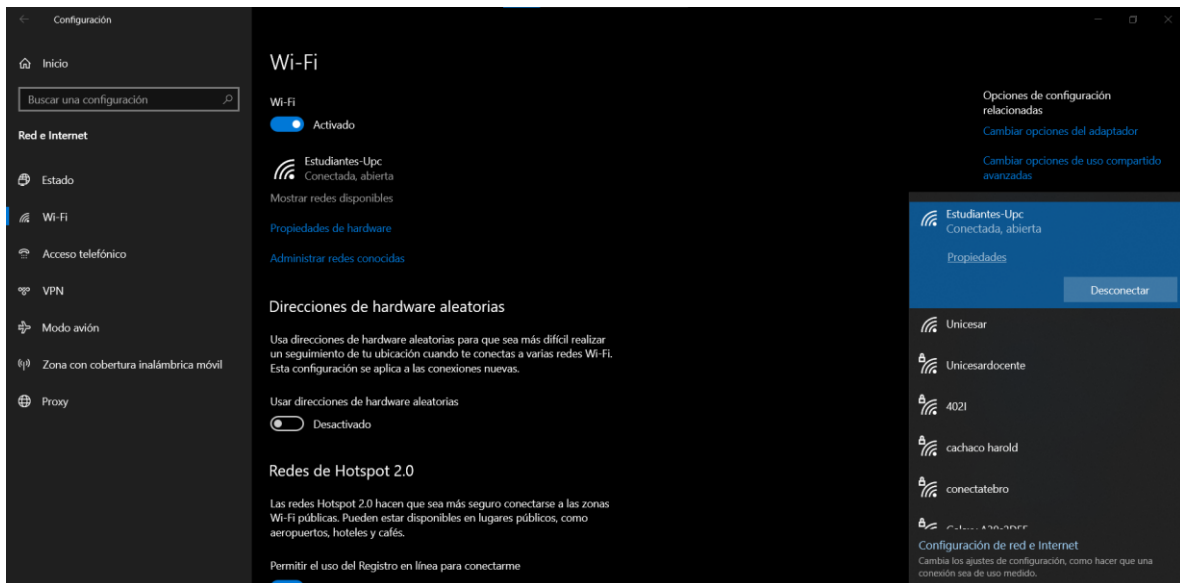 Configuración
Inicio
Buscar una configuración
Red e Internet
Estado
Wi-Fi
Acceso telefónico
VPN
Modo avión
Zona con cobertura inalámbrica móvil
Proxy
Wi-Fi
Wi-Fi
Activado
Estudiantes-Upc
Conectada, abierta
Mostrar redes disponibles
Propiedades de hardware
Administrar redes conocidas
Direcciones de hardware aleatorias
Usa direcciones de hardware aleatorias para que sea más difícil realizar
un seguimiento de tu ubicación cuando te conectas a varias redes Wi-Fi.
Esta configuración se aplica a las conexiones nuevas.
Usar direcciones de hardware aleatorias
Desactivado
Redes de Hotspot 2.0
Las redes Hotspot 2.0 hacen que sea más seguro conectarse a las zonas
Wi-Fi públicas. Pueden estar disponibles en lugares públicos, como
aeropuertos, hoteles y cafés.
Permitir el uso del Registro en línea para conectarme
Opciones de configuración
relacionadas
Cambiar opciones del adaptador
Cambiar opciones de uso compartido
avanzadas
Estudiantes-Upc
Conectada, abierta
Propiedades
Desconectar
Unicesar
Unicesardocente
402I
cachaco harold
conectatebro
Configuración de red e Internet
Cambia los ajustes de configuración, como hacer que una
conexión sea de uso medido.